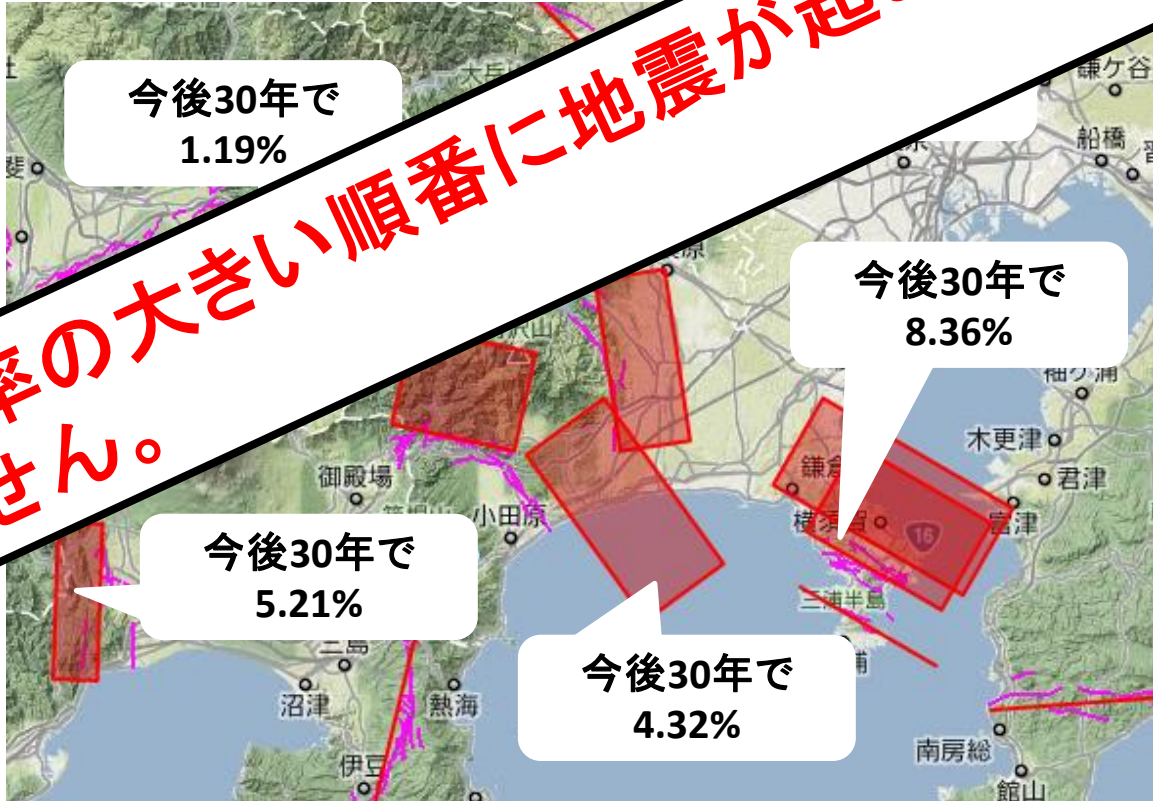 今後30年で
1.19%
率の大きい順番に地震が起
せん。
鎌ケ谷
船橋
今後30年で
8.36%
袖ケ浦
木更津
君津
富津
鎌倉
横須賀
16
三浦半島
御殿場
小田原
今後30年で
5.21%
三島
沼津
熱海
伊豆
今後30年で
4.32%
南房総
館山